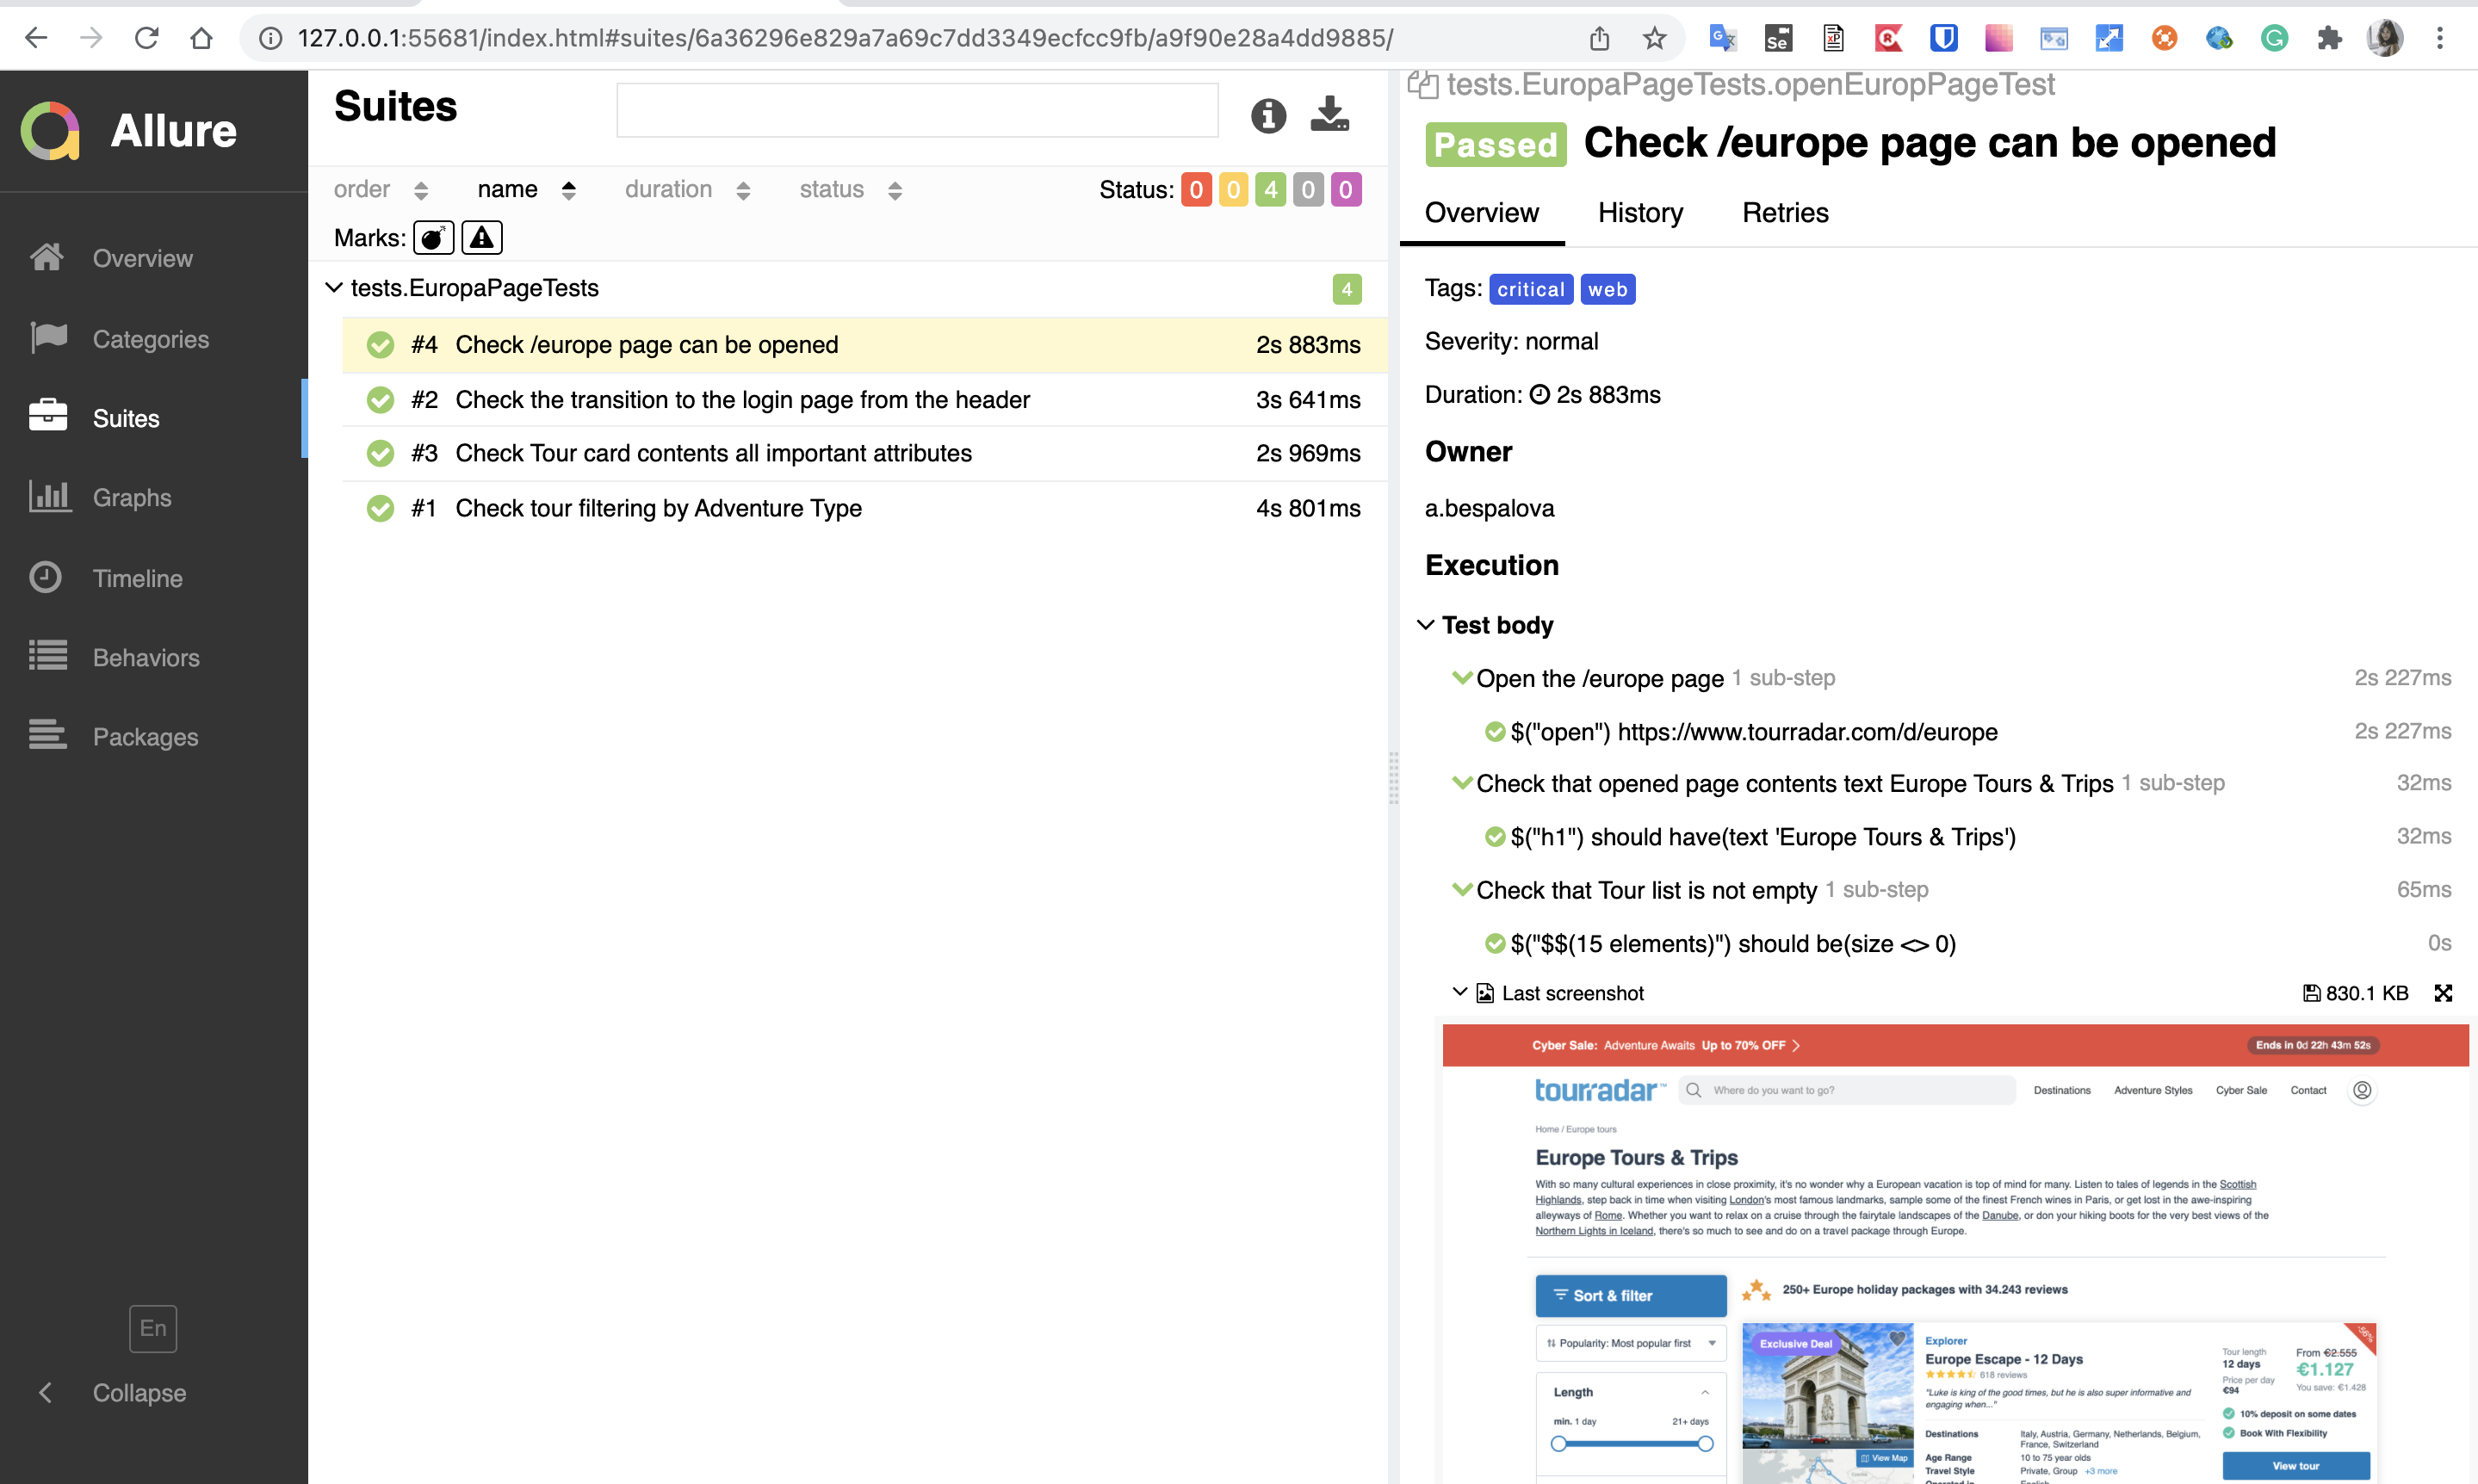 127.0.0.1:55681/index.html#suites/6a36296e829a7a69c7dd3349ecfcc9fb/a9f90e28a4dd9885/
Allure
Overview
Categories
Suites
Graphs
Timeline
Behaviors
Packages
En
Collapse
Suites
order name duration status Status: 0 0 4 0 0
Marks:
tests.EuropaPageTests 4
#4 Check /europe page can be opened 2s 883ms
#2 Check the transition to the login page from the header 3s 641ms
#3 Check Tour card contents all important attributes 2s 969ms
#1 Check tour filtering by Adventure Type 4s 801ms
tests.EuropaPageTests.openEuropPageTest
Passed Check /europe page can be opened
Overview History Retries
Tags: critical web
Severity: normal
Duration: 2s 883ms
Owner
a.bespalova
Execution
Test body
Open the /europe page 1 sub-step 2s 227ms
$("open") https://www.tourradar.com/d/europe 2s 227ms
Check that opened page contents text Europe Tours & Trips 1 sub-step 32ms
$("h1") should have(text 'Europe Tours & Trips') 32ms
Check that Tour list is not empty 1 sub-step 65ms
$("$$(15 elements)") should be(size <> 0) 0s
Last screenshot 830.1 KB
Cyber Sale: Adventure Awaits Up to 70% OFF Ends in 0d 22h 43m 52s
tourradar Where do you want to go? Destinations Adventure Styles Cyber Sale Contact
Home / Europe tours
Europe Tours & Trips
With so many cultural experiences in close proximity, it's no wonder why a European vacation is top of mind for many. Listen to tales of legends in the Scottish
Highlands, step back in time when visiting London's most famous landmarks, sample some of the finest French wines in Paris, or get lost in the awe-inspiring
alleyways of Rome. Whether you want to relax on a cruise through the fairytale landscapes of the Danube, or don your hiking boots for the very best views of the
Northern Lights in Iceland, there's so much to see and do on a travel package through Europe.
Sort & filter
250+ Europe holiday packages with 34.243 reviews
Popularity: Most popular first
Length
min. 1 day 21+ days
Exclusive Deal
View Map
Explorer
Europe Escape - 12 Days
618 reviews
"Luke is king of the good times, but he is also super informative and
engaging when..."
Destinations Italy, Austria, Germany, Netherlands, Belgium,
France, Switzerland
Age Range 10 to 75 year olds
Travel Style Private, Group +3 more
-56%
Tour length
12 days
Price per day
€94
From €2.555
€1.127
You save: €1.428
10% deposit on some dates
Book With Flexibility
View tour